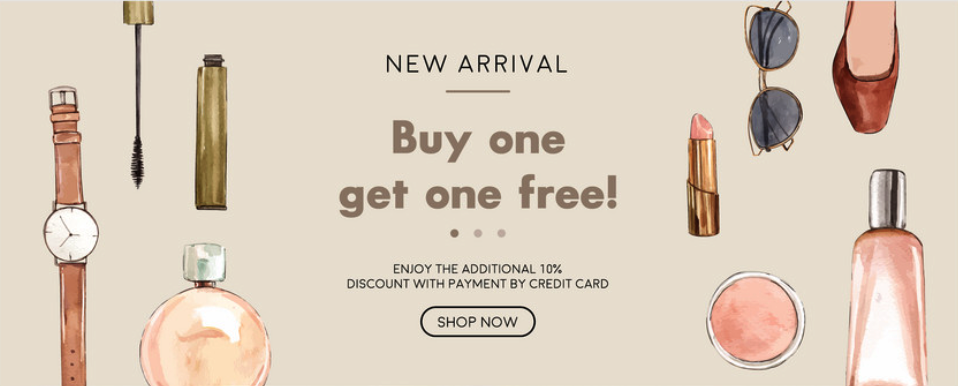 NEW ARRIVAL
Buy one
get one free!
ENJOY THE ADDITIONAL 10%
DISCOUNT WITH PAYMENT BY CREDIT CARD
SHOP NOW